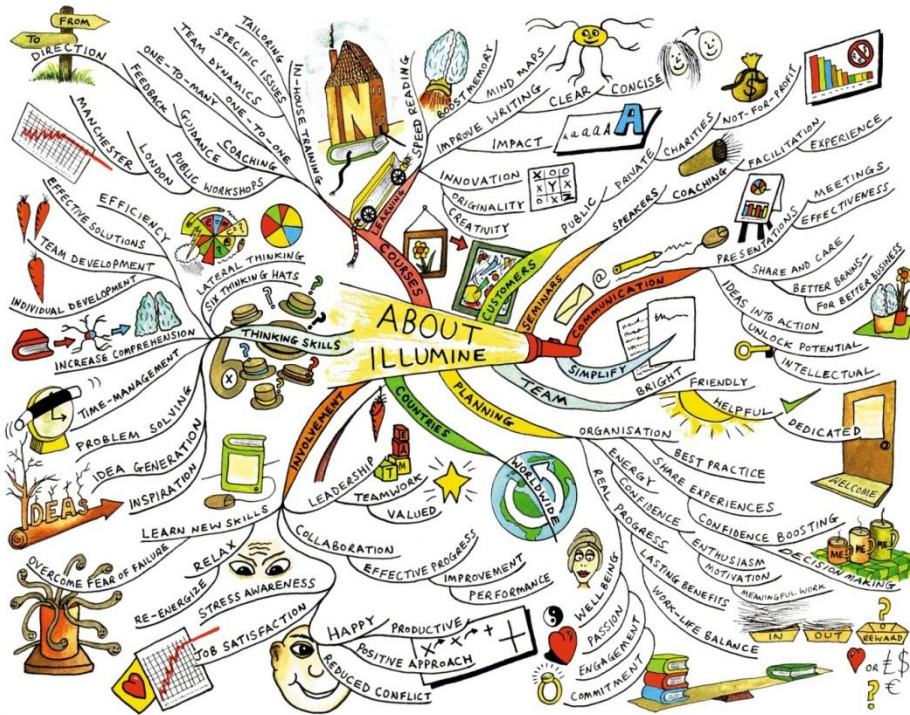 ABOUT
ILLUMINE
FROM
TO
DIRECTION
ONE-TO-MANY
FEEDBACK
TEAM DYNAMICS
TAILORING
SPECIFIC ISSUES
IN-HOUSE TRAINING
ONE-TO-ONE
GUIDANCE
COACHING
MANCHESTER
LONDON
PUBLIC WORKSHOPS
N
LEARNING
SPEED READING
BOOST MEMORY
MIND MAPS
IMPROVE WRITING
CLEAR
CONCISE
IMPACT
A A A A A
INNOVATION
ORIGINALITY
CREATIVITY
X O O
X Y X
O X
COURSES
CUSTOMERS
PUBLIC
PRIVATE
CHARITIES
NOT-FOR-PROFIT
$
SEMINARS
SPEAKERS
COACHING
FACILITATION
EXPERIENCE
COMMUNICATION
@
PRESENTATIONS
MEETINGS
EFFECTIVENESS
SHARE AND CARE
BETTER BRAINS-
FOR BETTER BUSINESS
IDEAS
INTO ACTION
UNLOCK POTENTIAL
INTELLECTUAL
SIMPLIFY
TEAM
BRIGHT
FRIENDLY
HELPFUL
DEDICATED
WELCOME
PLANNING
ORGANISATION
BEST PRACTICE
SHARE EXPERIENCES
CONFIDENCE BOOSTING
DECISION MAKING
ME
ME
ME
ENERGY
CONFIDENCE
ENTHUSIASM
MOTIVATION
MEANINGFUL WORK
REAL PROGRESS
LASTING BENEFITS
WORK-LIFE BALANCE
IN
OUT
?
REWARD
OR £$
? €
WELL BEING
PASSION
ENGAGEMENT
COMMITMENT
COUNTRIES
WORLDWIDE
INVOLVEMENT
LEADERSHIP
TEAMWORK
VALUED
T
E
A
M
COLLABORATION
EFFECTIVE PROGRESS
IMPROVEMENT
PERFORMANCE
HAPPY
PRODUCTIVE
POSITIVE APPROACH
REDUCED CONFLICT
LEARN NEW SKILLS
OVERCOME FEAR OF FAILURE
RELAX
RE-ENERGIZE
STRESS AWARENESS
JOB SATISFACTION
THINKING SKILLS
EFFICIENCY
EFFECTIVE SOLUTIONS
TEAM DEVELOPMENT
INDIVIDUAL DEVELOPMENT
INCREASE COMPREHENSION
TIME-MANAGEMENT
PROBLEM SOLVING
IDEA GENERATION
INSPIRATION
IDEAS
LATERAL THINKING
SIX THINKING HATS
? ? ? ? ? ?
X